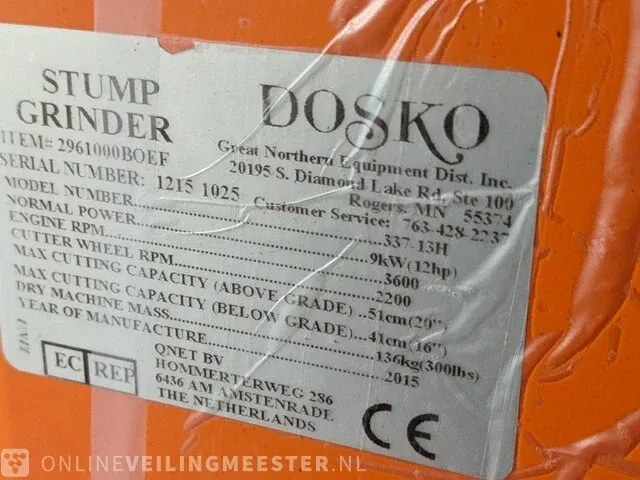 STUMP
GRINDER
DOSKO
Great Northern Equipment Dist. Inc.
20195 S. Diamond Lake Rd, Ste 100
Rogers, MN 55374
Customer Service: 763-428-2237
ITEM# 2961000BOEF
SERIAL NUMBER: 1215 1025
MODEL NUMBER 337-13H
NORMAL POWER 9kW(12hp)
ENGINE RPM 3600
CUTTER WHEEL RPM 2200
MAX CUTTING CAPACITY (ABOVE GRADE) ..51cm(20")
MAX CUTTING CAPACITY (BELOW GRADE) ..41cm(16")
DRY MACHINE MASS 136kg(300lbs)
YEAR OF MANUFACTURE 2015
EC REP
QNET BV
HOMMERTERWEG 286
6436 AM AMSTENRADE
THE NETHERLANDS
CE
ONLINEVEILINGMEESTER.NL